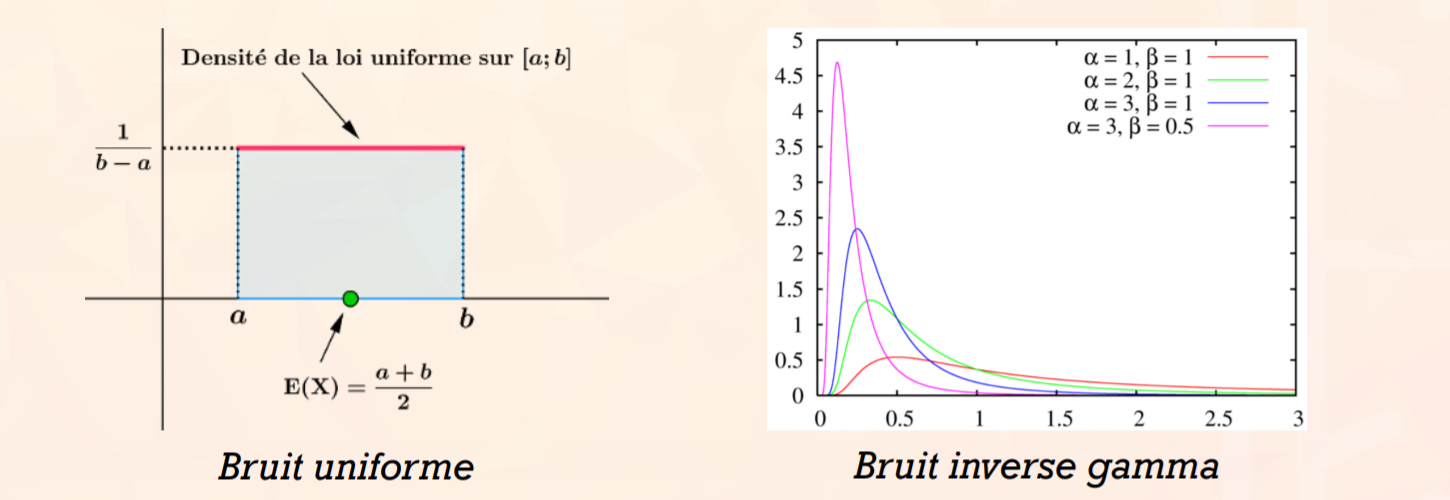 Densité de la loi uniforme sur [a; b]
1
b − a
a
b
E(X) = a + b
2
Bruit uniforme
5
4.5
4
3.5
3
2.5
2
1.5
1
0.5
0
0 0.5 1 1.5 2 2.5 3
α = 1, β = 1
α = 2, β = 1
α = 3, β = 1
α = 3, β = 0.5
Bruit inverse gamma